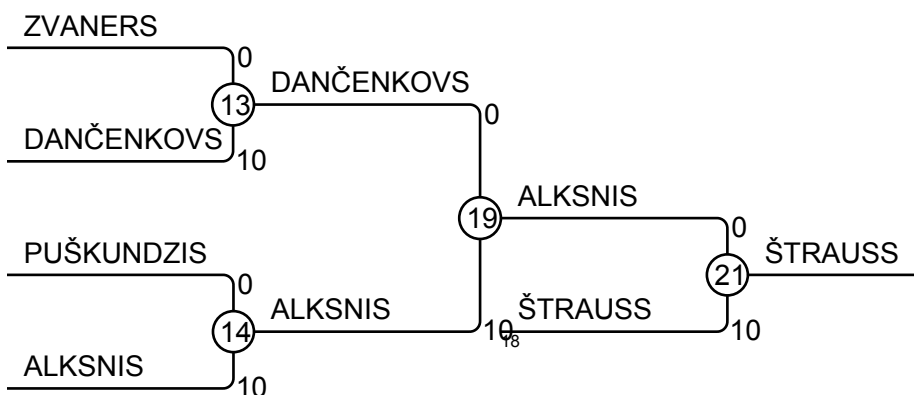 ZVANERS
0
13
DANČENKOVS
DANČENKOVS
10
0
19
ALKSNIS
PUŠKUNDZIS
0
14
ALKSNIS
ALKSNIS
10
10
18
0
21
ŠTRAUSS
ŠTRAUSS
10